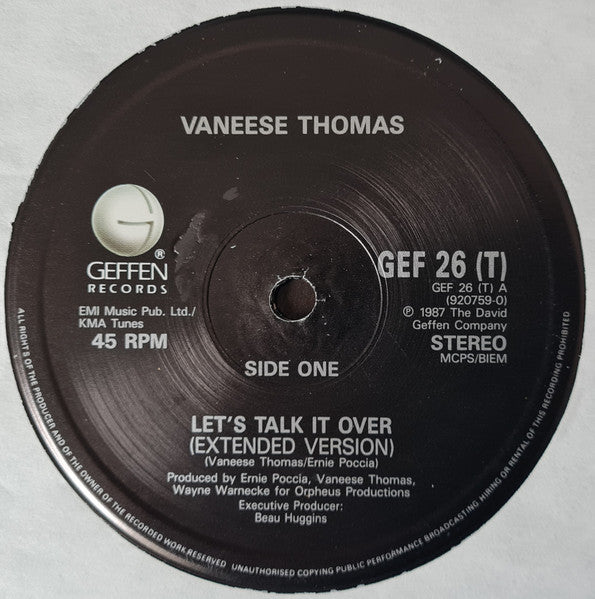 VANEESE THOMAS
G
®
GEFFEN
RECORDS
EMI Music Pub. Ltd./
KMA Tunes
45 RPM
GEF 26 (T)
GEF 26 (T) A
(920759-0)
℗ 1987 The David
Geffen Company
STEREO
MCPS/BIEM
SIDE ONE
LET'S TALK IT OVER
(EXTENDED VERSION)
(Vaneese Thomas/Ernie Poccia)
Produced by Ernie Poccia, Vaneese Thomas,
Wayne Warnecke for Orpheus Productions
Executive Producer:
Beau Huggins
ALL RIGHTS OF THE PRODUCER AND OF THE OWNER OF THE RECORDED WORK RESERVED UNAUTHORISED COPYING PUBLIC PERFORMANCE BROADCASTING HIRING OR RENTAL OF THIS RECORDING PROHIBITED